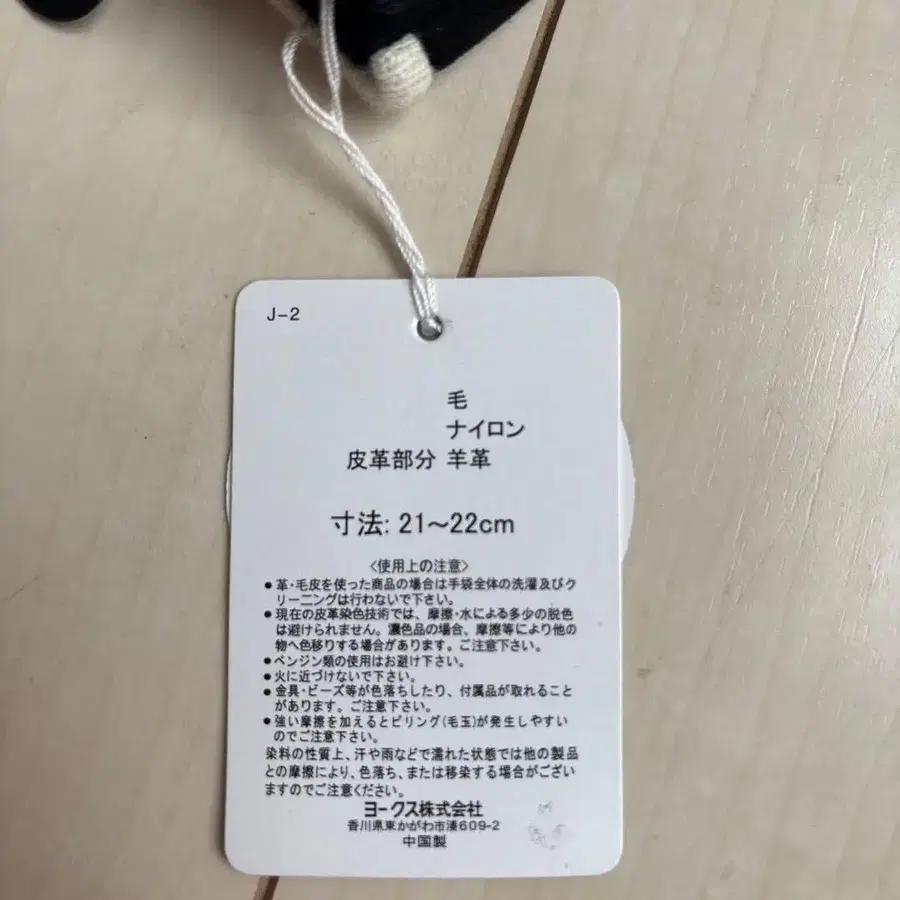 J-2
毛
ナイロン
皮革部分 羊革
寸法: 21～22cm
〈使用上の注意〉
● 革・毛皮を使った商品の場合は手袋全体の洗濯及びク
リーニングは行わないで下さい。
● 現在の皮革染色技術では、摩擦・水による多少の脱色
は避けられません。濃色品の場合、摩擦等により他の
物へ色移りする場合があります。ご注意下さい。
● ベンジン類の使用はお避け下さい。
● 火に近づけないで下さい。
● 金具・ビーズ等が色落ちしたり、付属品が取れること
があります。ご注意下さい。
● 強い摩擦を加えるとピリング(毛玉)が発生しやすい
のでご注意下さい。
染料の性質上、汗や雨などで濡れた状態では他の製品
との摩擦により、色落ち、または移染する場合がござい
ますのでご注意ください。
ヨークス株式会社
香川県東かがわ市湊609-2
中国製